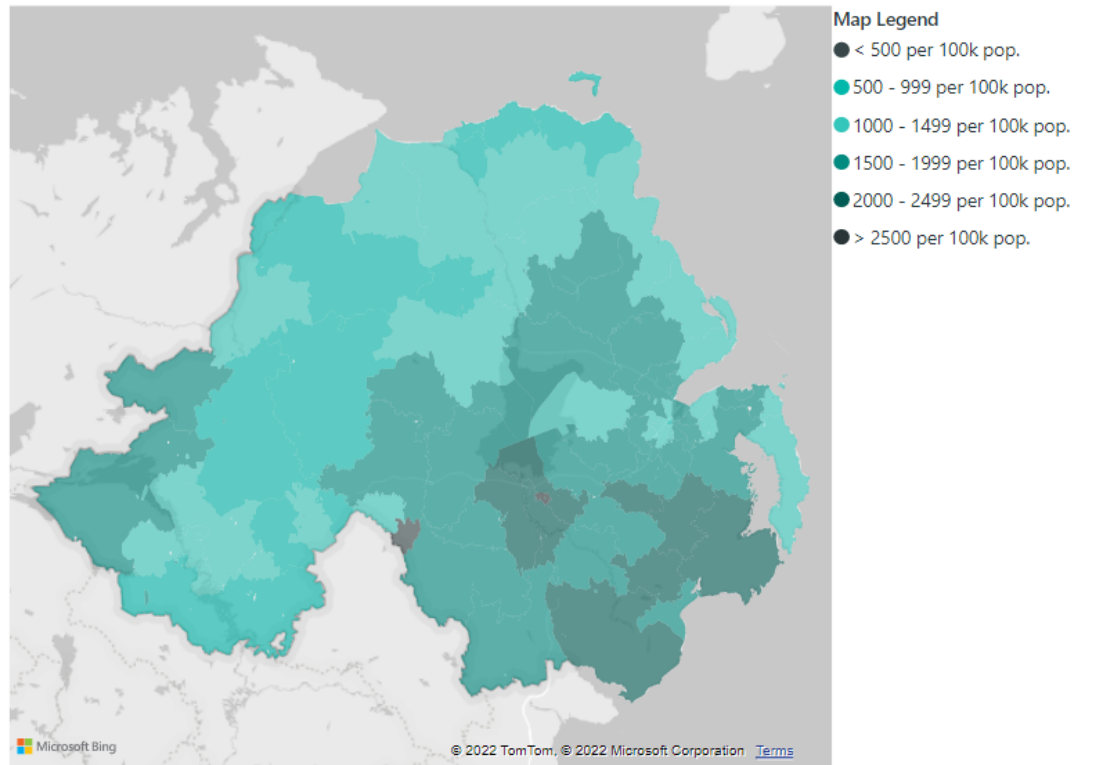 Map Legend
< 500 per 100k pop.
500 - 999 per 100k pop.
1000 - 1499 per 100k pop.
1500 - 1999 per 100k pop.
2000 - 2499 per 100k pop.
> 2500 per 100k pop.
Microsoft Bing
© 2022 TomTom, © 2022 Microsoft Corporation Terms